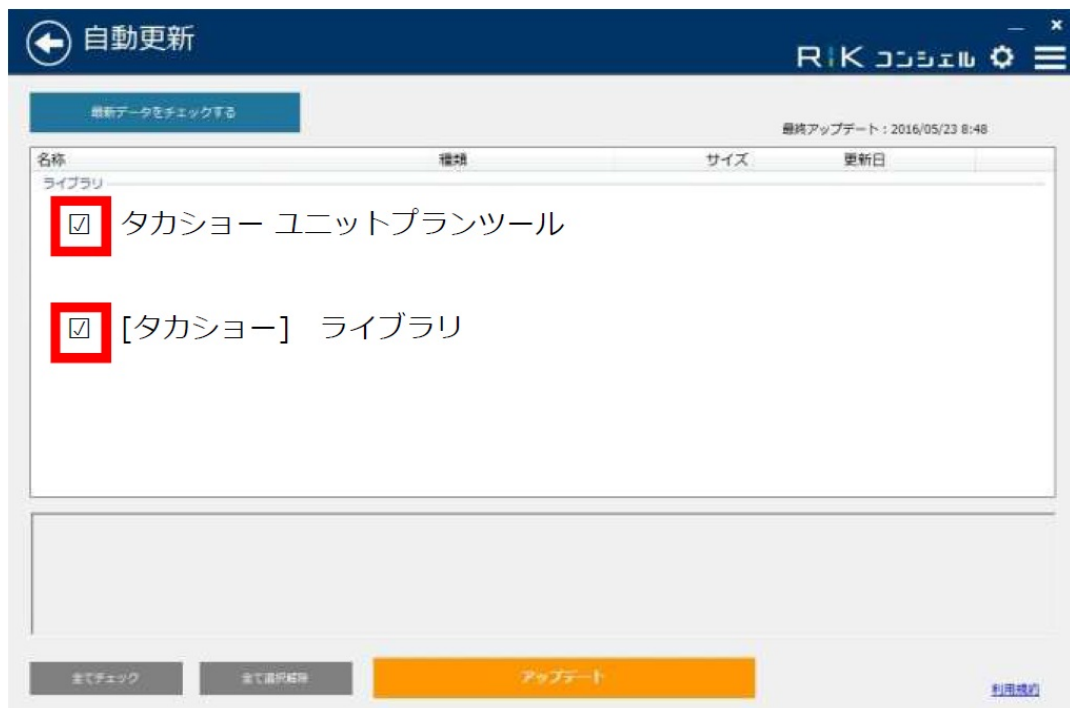 自動更新
RIK コンシェル
最新データをチェックする
最終アップデート：2016/05/23 8:48
名称 種類 サイズ 更新日
ライブラリ
☑ タカショー ユニットプランツール
☑ [タカショー]　ライブラリ
全てチェック 全て選択解除 アップデート
利用規約